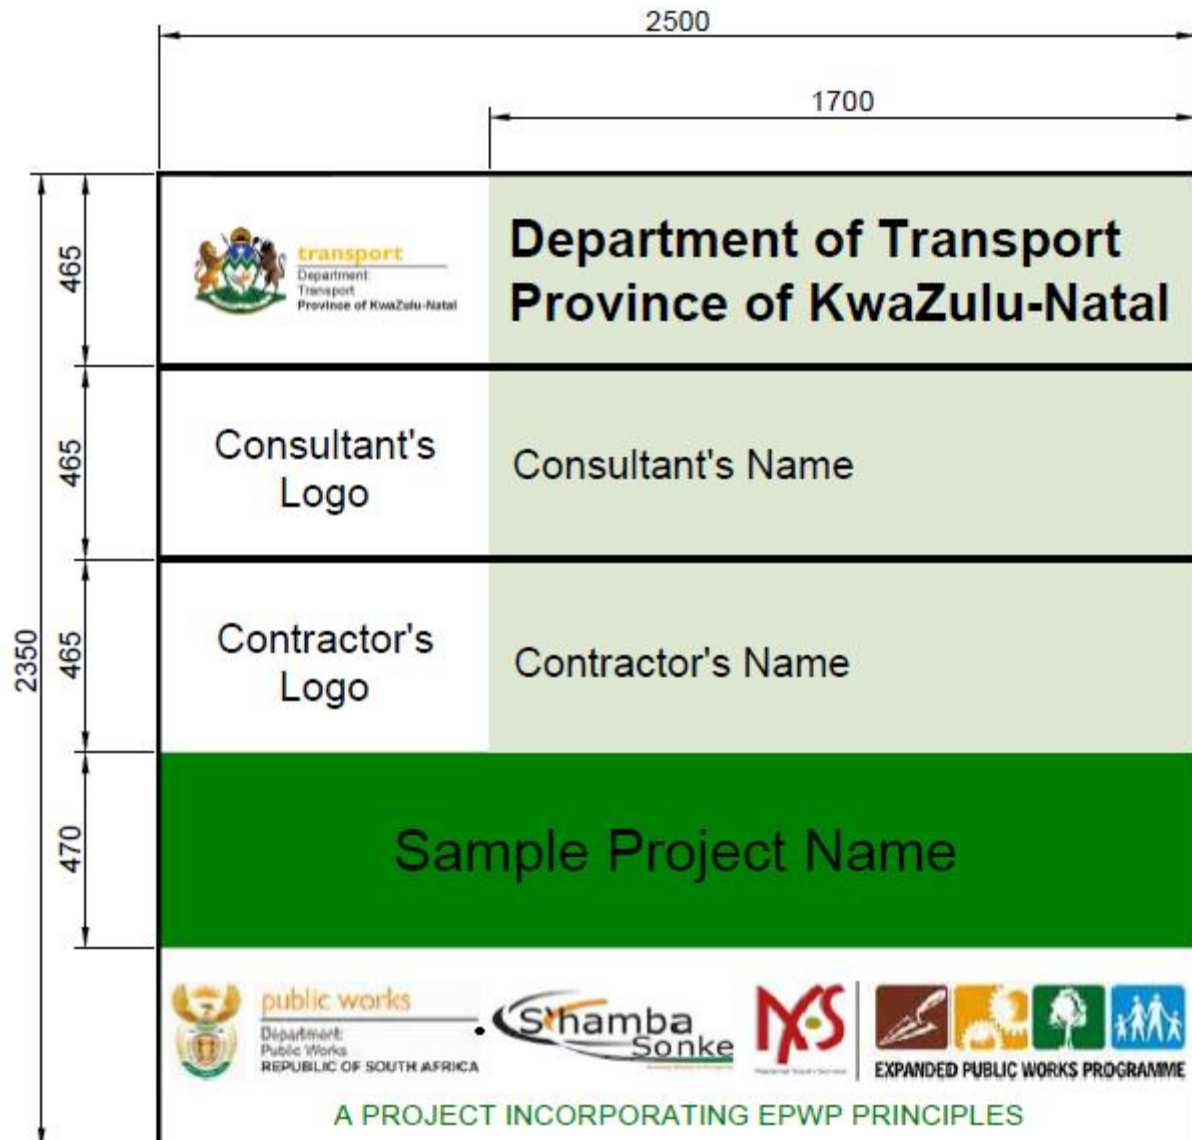 2500
1700
465
transport
Department:
Transport
Province of KwaZulu-Natal
Department of Transport
Province of KwaZulu-Natal
465
Consultant's
Logo
Consultant's Name
2350
465
Contractor's
Logo
Contractor's Name
470
Sample Project Name
public works
Department:
Public Works
REPUBLIC OF SOUTH AFRICA
S'hamba
Sonke
NYS
EXPANDED PUBLIC WORKS PROGRAMME
A PROJECT INCORPORATING EPWP PRINCIPLES